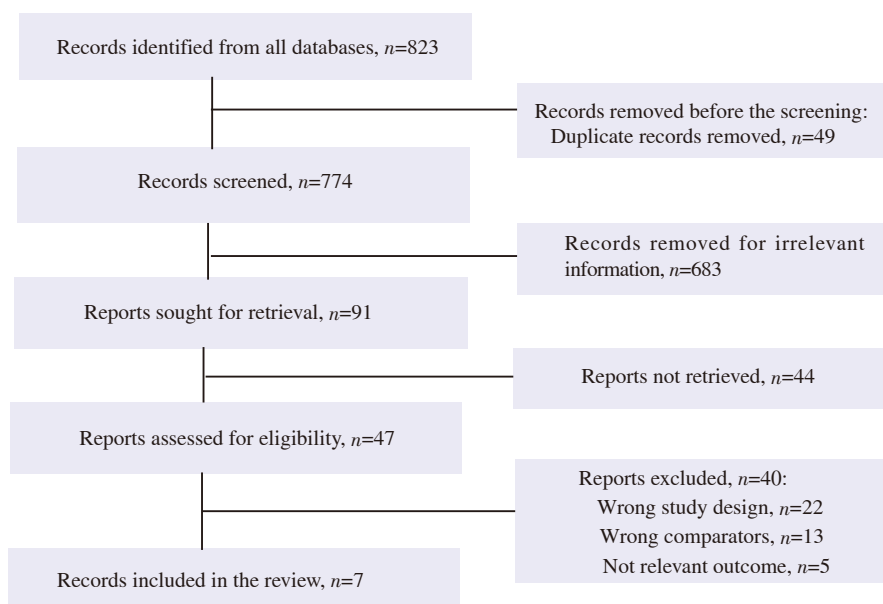 Records identified from all databases, n=823
Records removed before the screening:
Duplicate records removed, n=49
Records screened, n=774
Records removed for irrelevant
information, n=683
Reports sought for retrieval, n=91
Reports not retrieved, n=44
Reports assessed for eligibility, n=47
Reports excluded, n=40:
Wrong study design, n=22
Wrong comparators, n=13
Not relevant outcome, n=5
Records included in the review, n=7